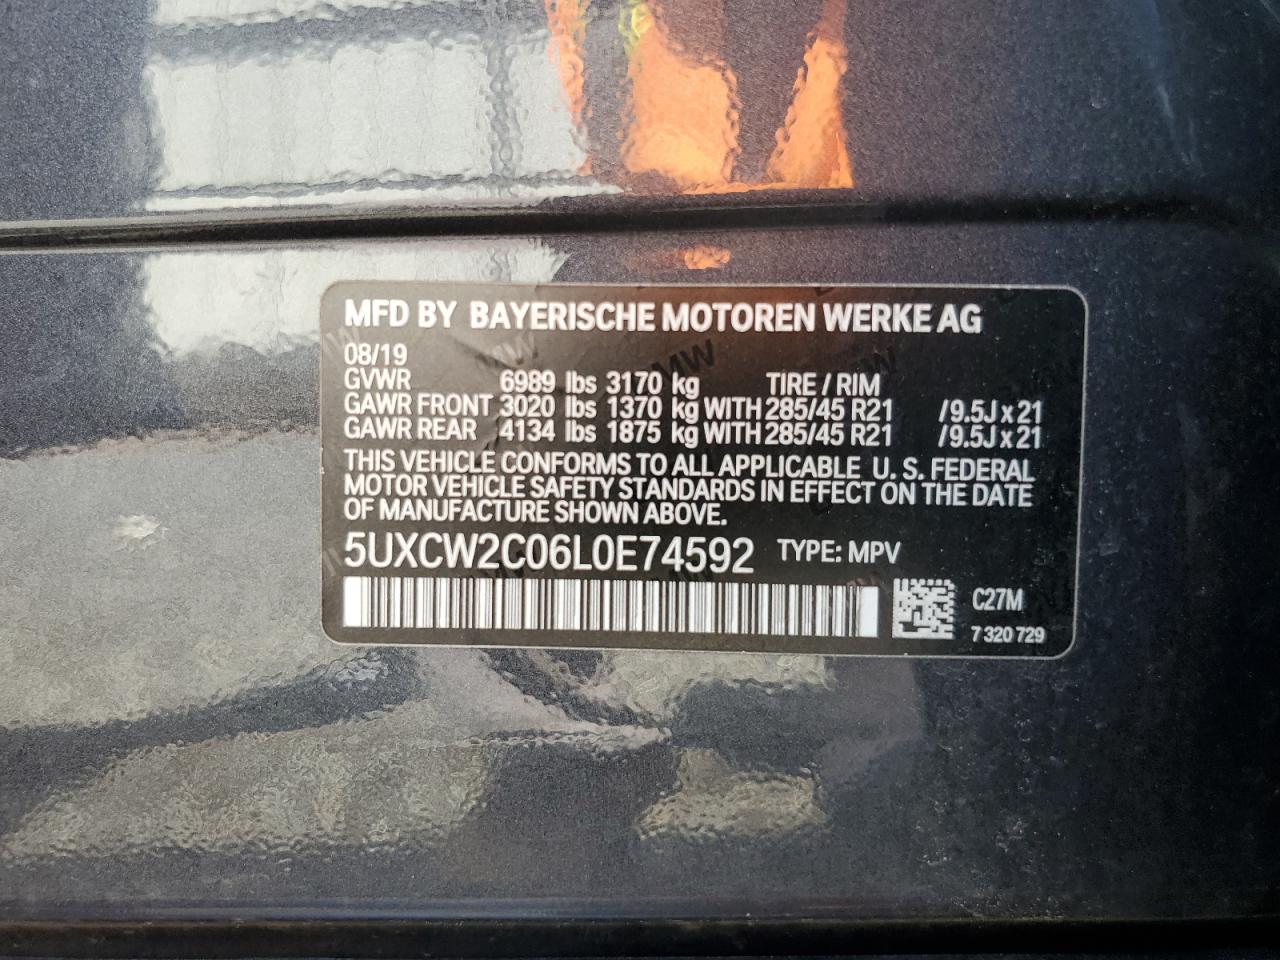 MFD BY BAYERISCHE MOTOREN WERKE AG
08/19
GVWR 6989 lbs 3170 kg TIRE / RIM
GAWR FRONT 3020 lbs 1370 kg WITH 285/45 R21 /9.5J x 21
GAWR REAR 4134 lbs 1875 kg WITH 285/45 R21 /9.5J x 21
THIS VEHICLE CONFORMS TO ALL APPLICABLE U. S. FEDERAL
MOTOR VEHICLE SAFETY STANDARDS IN EFFECT ON THE DATE
OF MANUFACTURE SHOWN ABOVE.
5UXCW2C06L0E74592 TYPE: MPV
C27M
7 320 729